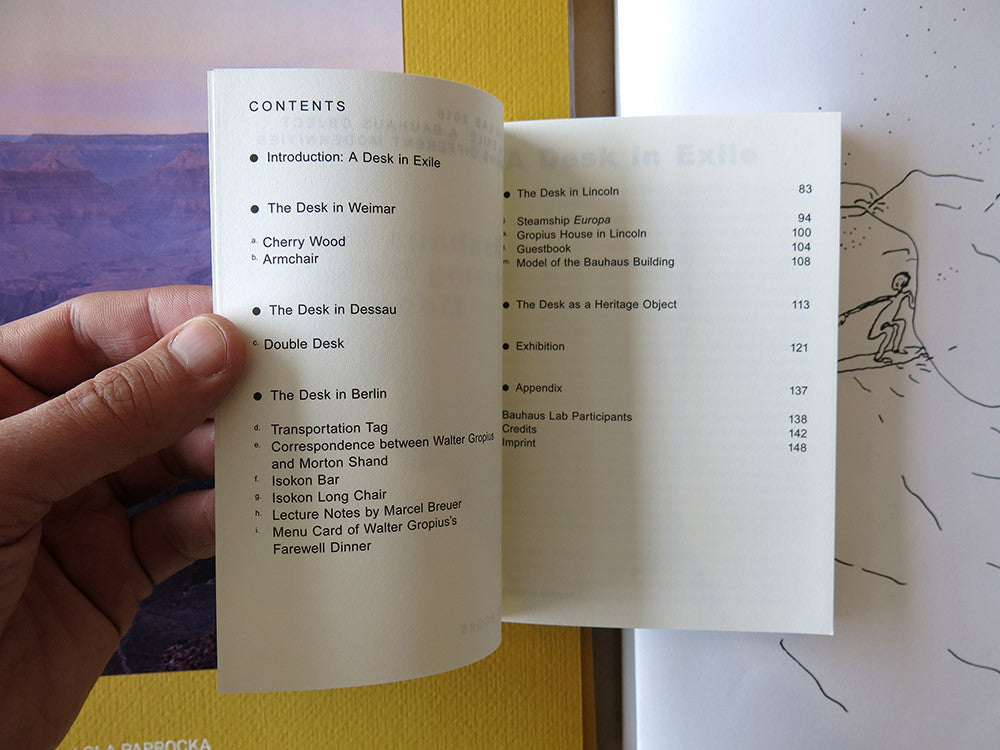 CONTENTS
● Introduction: A Desk in Exile
● The Desk in Weimar
a. Cherry Wood
b. Armchair
● The Desk in Dessau
c. Double Desk
● The Desk in Berlin
d. Transportation Tag
e. Correspondence between Walter Gropius
and Morton Shand
f. Isokon Bar
g. Isokon Long Chair
h. Lecture Notes by Marcel Breuer
i. Menu Card of Walter Gropius's
Farewell Dinner
● The Desk in Lincoln 83
Steamship Europa 94
k. Gropius House in Lincoln 100
Guestbook 104
m. Model of the Bauhaus Building 108
● The Desk as a Heritage Object 113
● Exhibition 121
● Appendix 137
Bauhaus Lab Participants 138
Credits 142
Imprint 148
A Desk in Exile
PAPROCKA